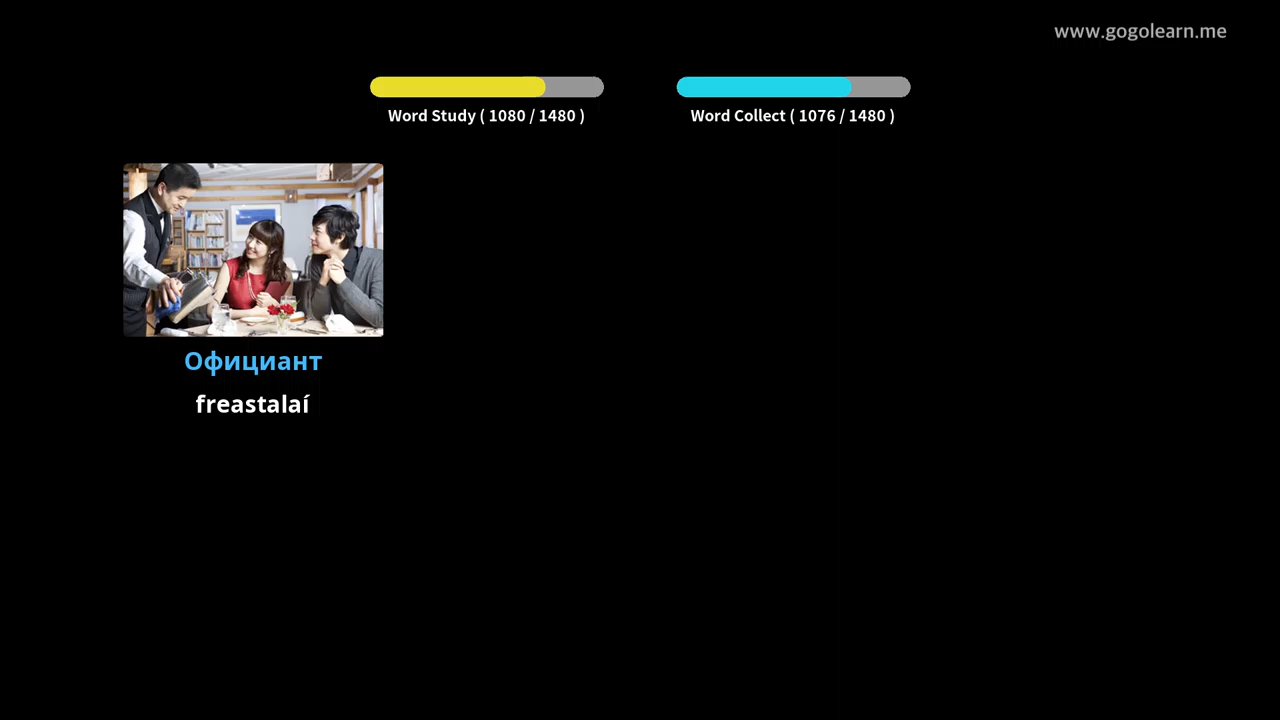 www.gogolearn.me
Word Study ( 1080 / 1480 )
Word Collect ( 1076 / 1480 )
Официант
freastalaí